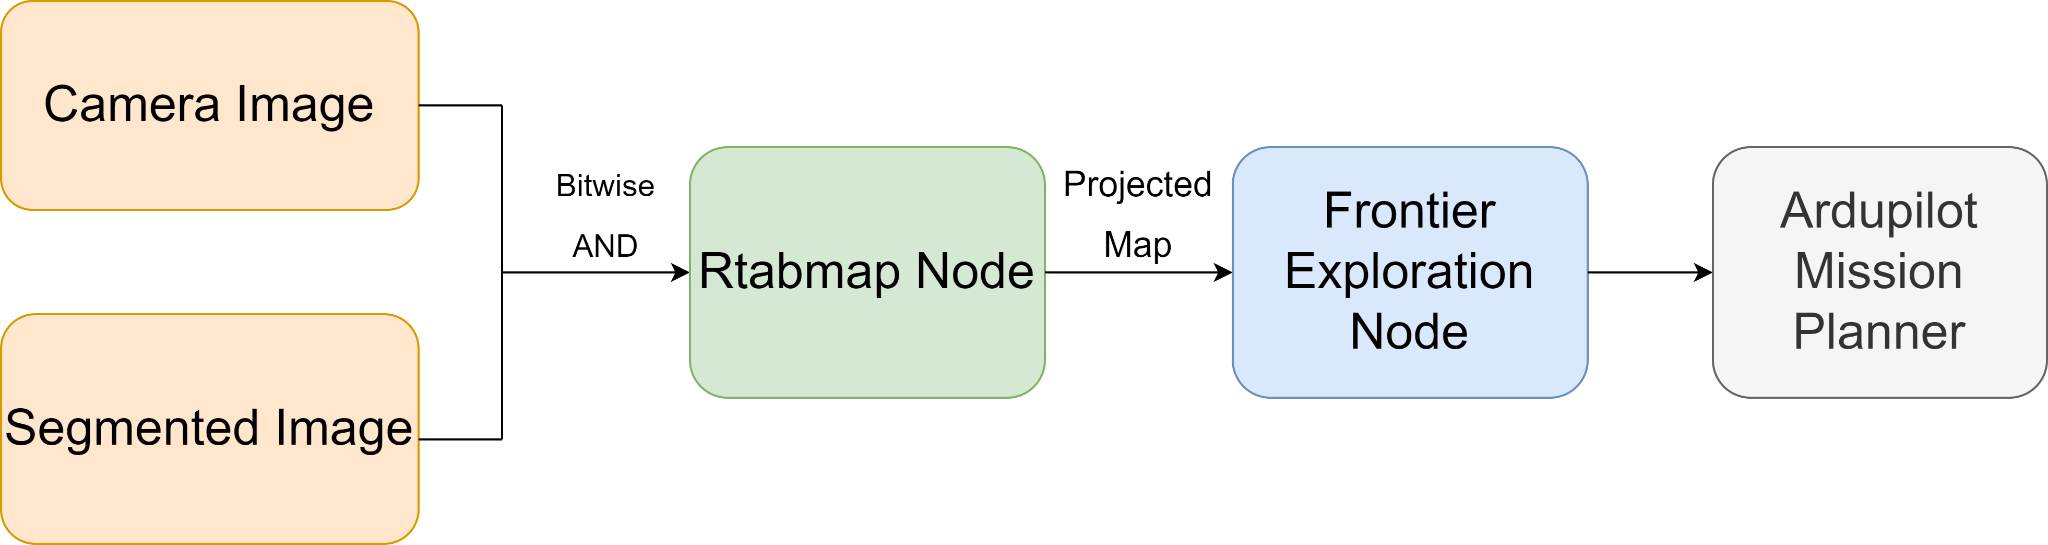 Camera Image
Segmented Image
Bitwise
AND
Rtabmap Node
Projected
Map
Frontier
Exploration
Node
Ardupilot
Mission
Planner